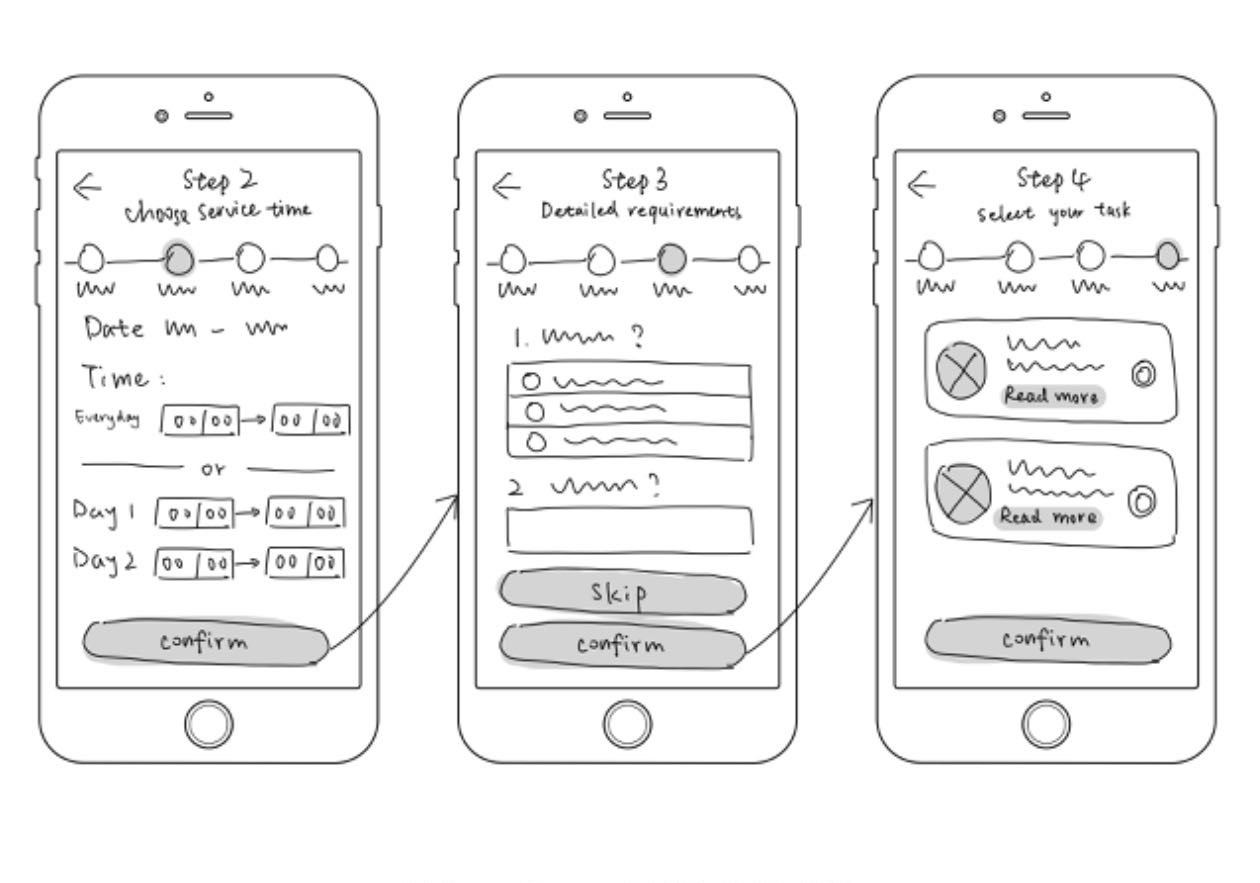 Step 2
choose service time
Date -
Time :
Everyday 00 00 → 00 00
or
Day 1 00 00 → 00 00
Day 2 00 00 → 00 00
confirm
Step 3
Detailed requirements
1. ?
2 ?
Skip
confirm
Step 4
select your task
Read more
Read more
confirm